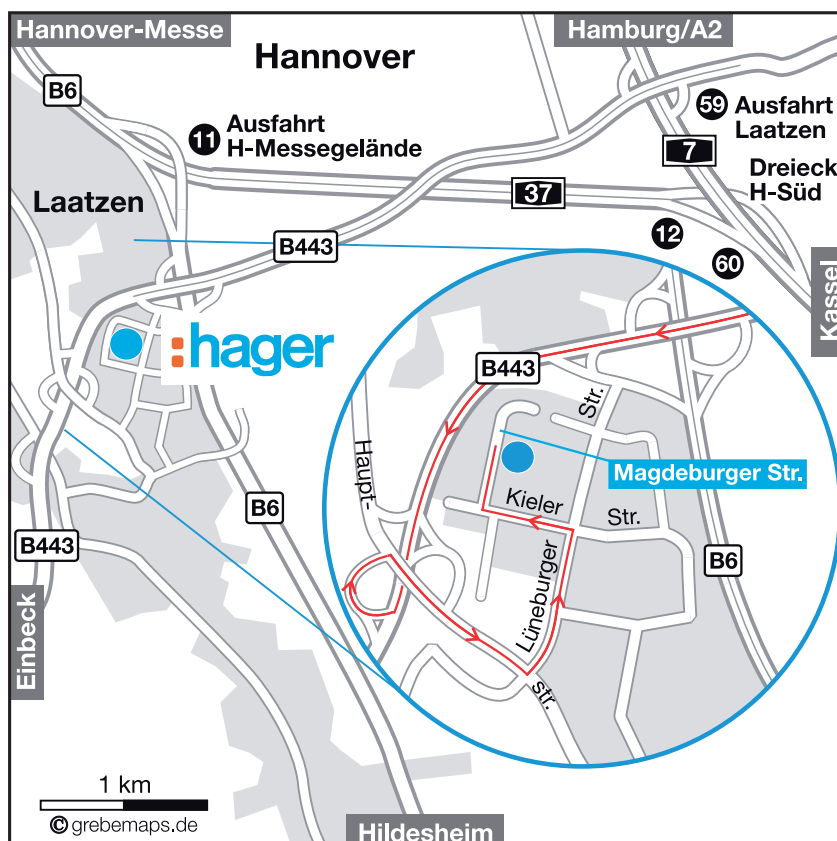 Hannover-Messe
Hamburg/A2
Hannover
B6
11
Ausfahrt
H-Messegelände
59
Ausfahrt
Laatzen
7
Dreieck
H-Süd
37
Laatzen
12
B443
60
Kassel
:hager
B443
Str.
Haupt-
Magdeburger Str.
Kieler
Str.
B6
B443
Lüneburger
B6
Einbeck
str.
1 km
© grebemaps.de
Hildesheim